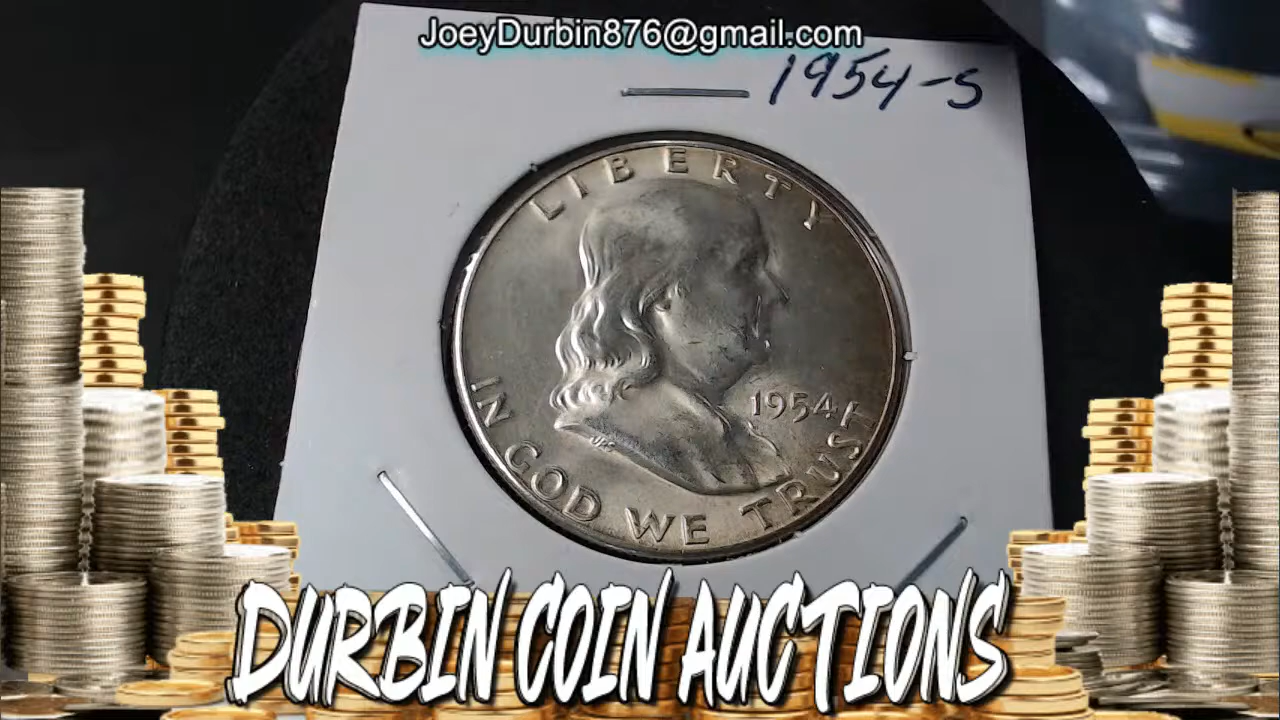 JoeyDurbin876@gmail.com
1954-S
LIBERTY
1954
IN GOD WE TRUST
DURBIN COIN AUCTIONS